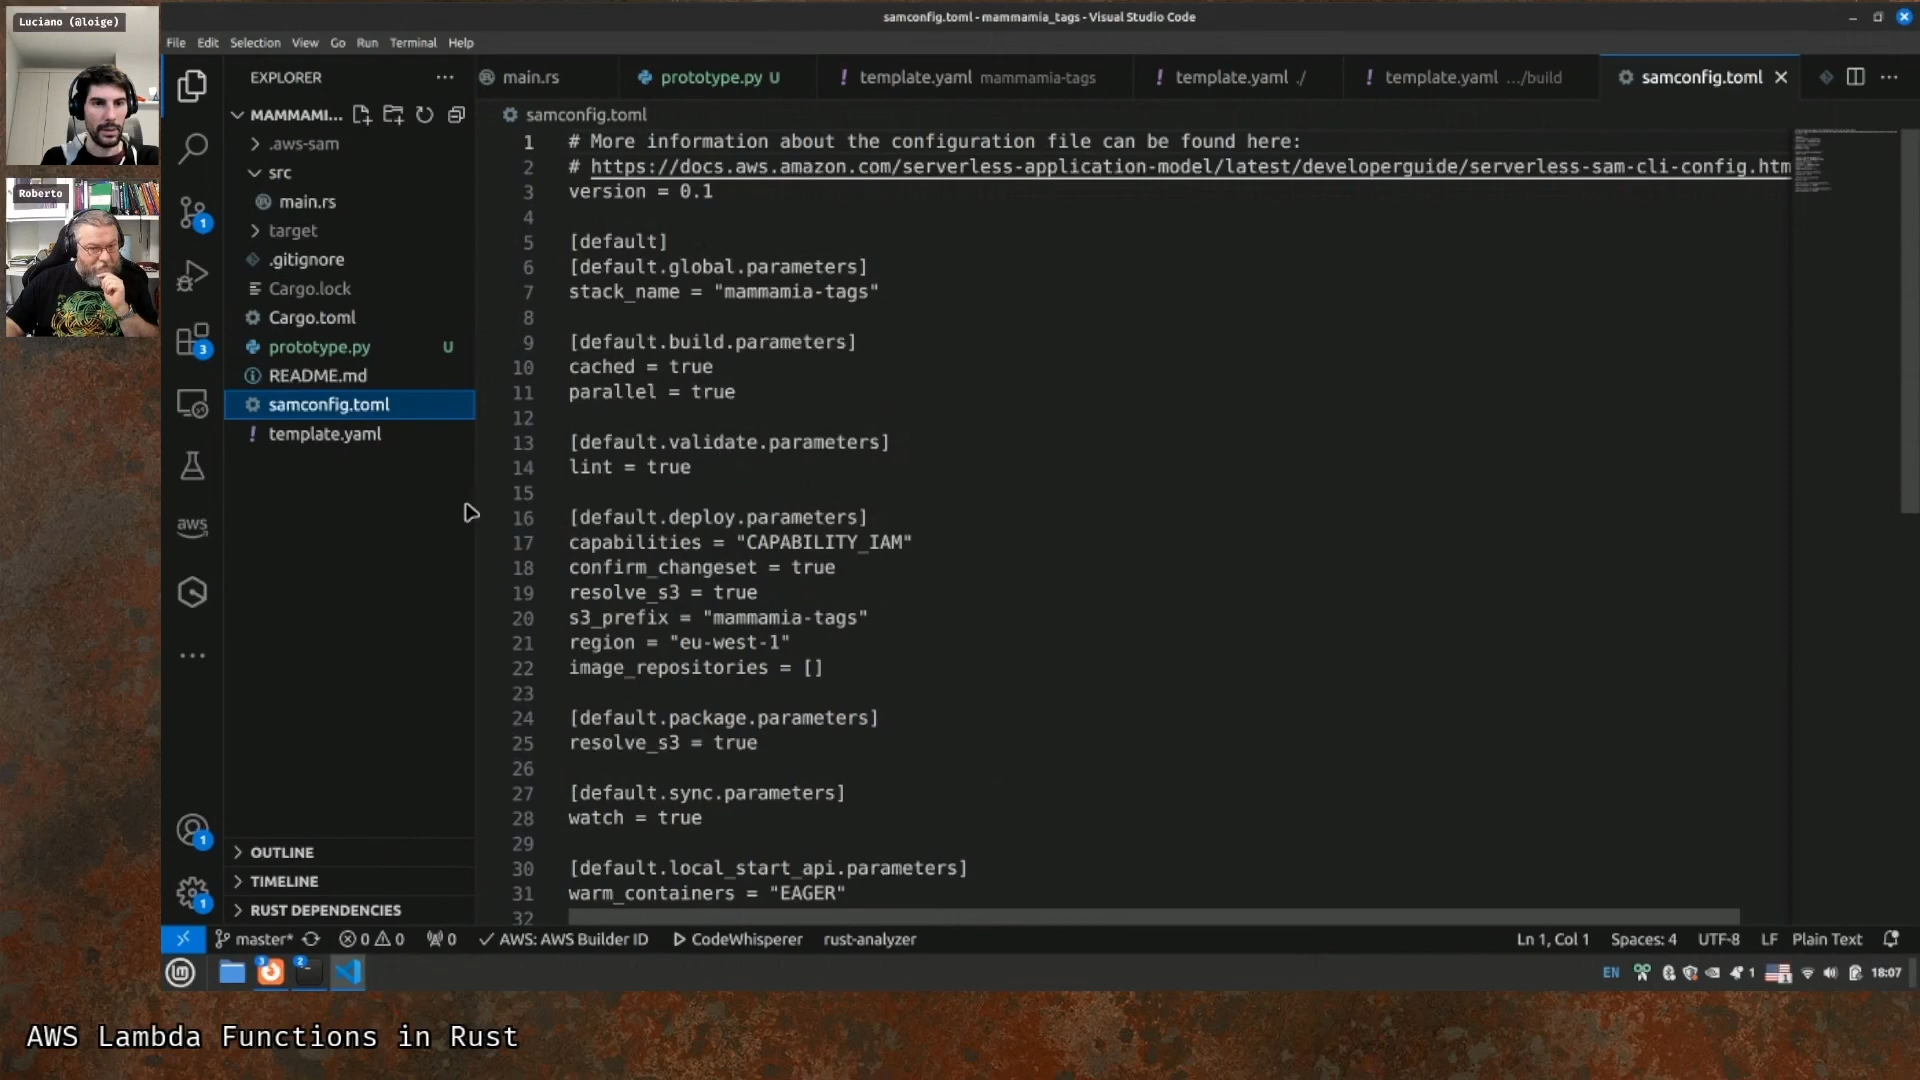 Luciano (@loige)
Roberto
samconfig.toml - mammamia_tags - Visual Studio Code
File Edit Selection View Go Run Terminal Help
EXPLORER
main.rs
prototype.py U
template.yaml mammamia-tags
template.yaml ./
template.yaml .../build
samconfig.toml
MAMMAMI...
.aws-sam
src
main.rs
target
.gitignore
Cargo.lock
Cargo.toml
prototype.py U
README.md
samconfig.toml
template.yaml
OUTLINE
TIMELINE
RUST DEPENDENCIES
aws
1
3
1
1
samconfig.toml
1 # More information about the configuration file can be found here:
2 # https://docs.aws.amazon.com/serverless-application-model/latest/developerguide/serverless-sam-cli-config.htm
3 version = 0.1
4
5 [default]
6 [default.global.parameters]
7 stack_name = "mammamia-tags"
8
9 [default.build.parameters]
10 cached = true
11 parallel = true
12
13 [default.validate.parameters]
14 lint = true
15
16 [default.deploy.parameters]
17 capabilities = "CAPABILITY_IAM"
18 confirm_changeset = true
19 resolve_s3 = true
20 s3_prefix = "mammamia-tags"
21 region = "eu-west-1"
22 image_repositories = []
23
24 [default.package.parameters]
25 resolve_s3 = true
26
27 [default.sync.parameters]
28 watch = true
29
30 [default.local_start_api.parameters]
31 warm_containers = "EAGER"
32
master* 0 0 0 AWS: AWS Builder ID CodeWhisperer rust-analyzer Ln 1, Col 1 Spaces: 4 UTF-8 LF Plain Text
3 2 EN 1 18:07
AWS Lambda Functions in Rust